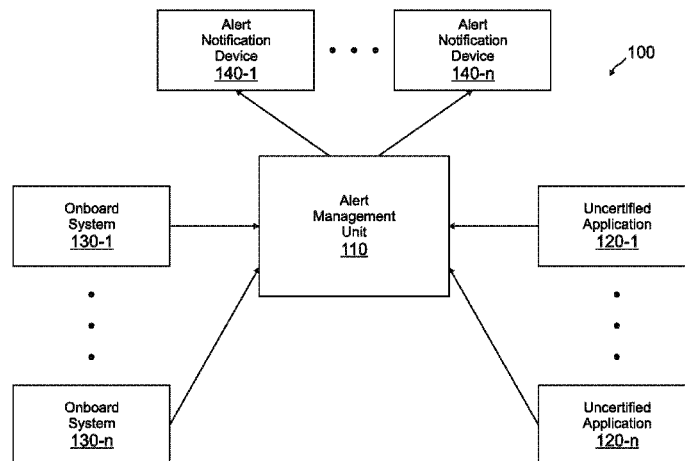 Alert
Notification
Device
140-1
Alert
Notification
Device
140-n
100
Alert
Management
Unit
110
Onboard
System
130-1
Uncertified
Application
120-1
Onboard
System
130-n
Uncertified
Application
120-n